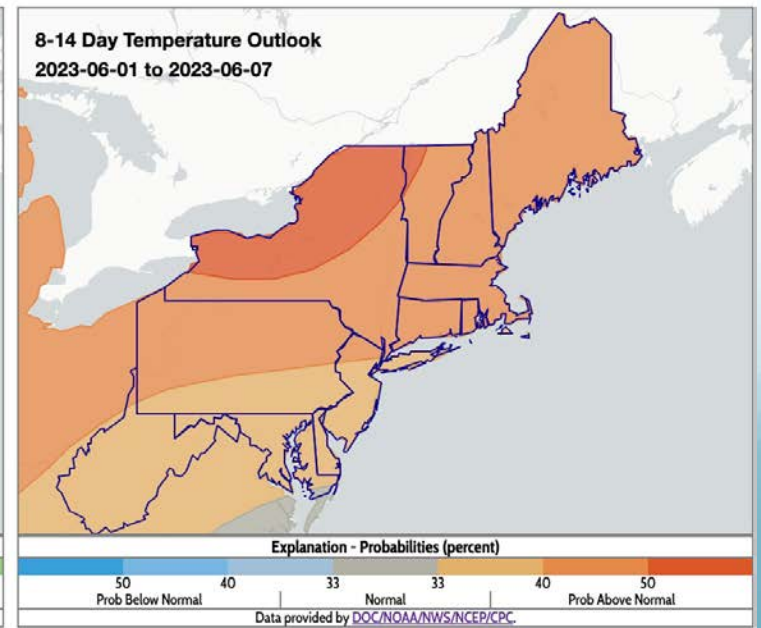 8-14 Day Temperature Outlook
2023-06-01 to 2023-06-07
Explanation - Probabilities (percent)
50 40 33 33 40 50
Prob Below Normal | Normal | Prob Above Normal
Data provided by DOC/NOAA/NWS/NCEP/CPC.